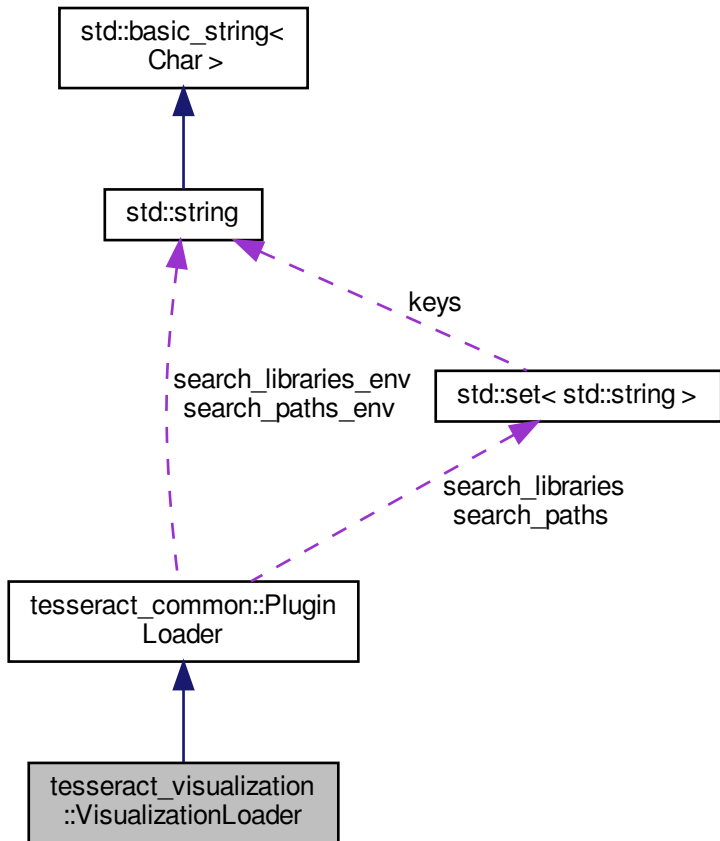 std::basic_string<
Char >
std::string
keys
search_libraries_env
search_paths_env
std::set< std::string >
search_libraries
search_paths
tesseract_common::Plugin
Loader
tesseract_visualization
::VisualizationLoader